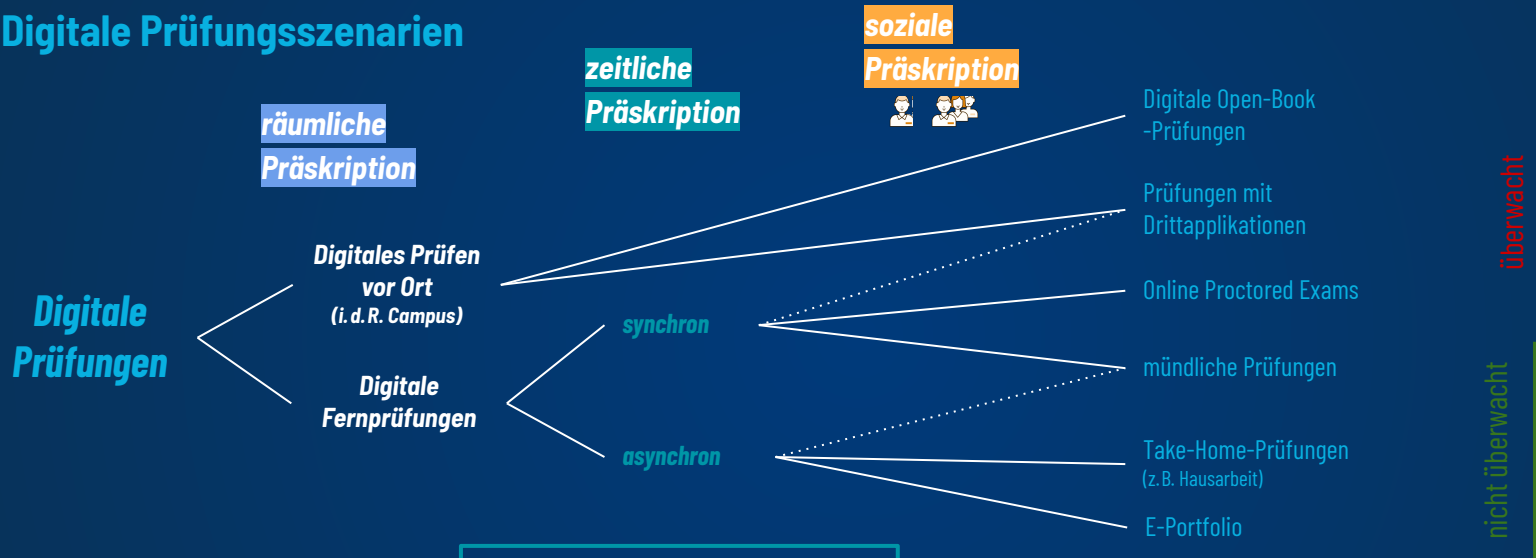 Digitale Prüfungsszenarien
räumliche
Präskription
zeitliche
Präskription
soziale
Präskription
Digitale
Prüfungen
Digitales Prüfen
vor Ort
(i. d. R. Campus)
Digitale
Fernprüfungen
synchron
asynchron
Digitale Open-Book
-Prüfungen
Prüfungen mit
Drittapplikationen
Online Proctored Exams
mündliche Prüfungen
Take-Home-Prüfungen
(z. B. Hausarbeit)
E-Portfolio
überwacht
nicht überwacht